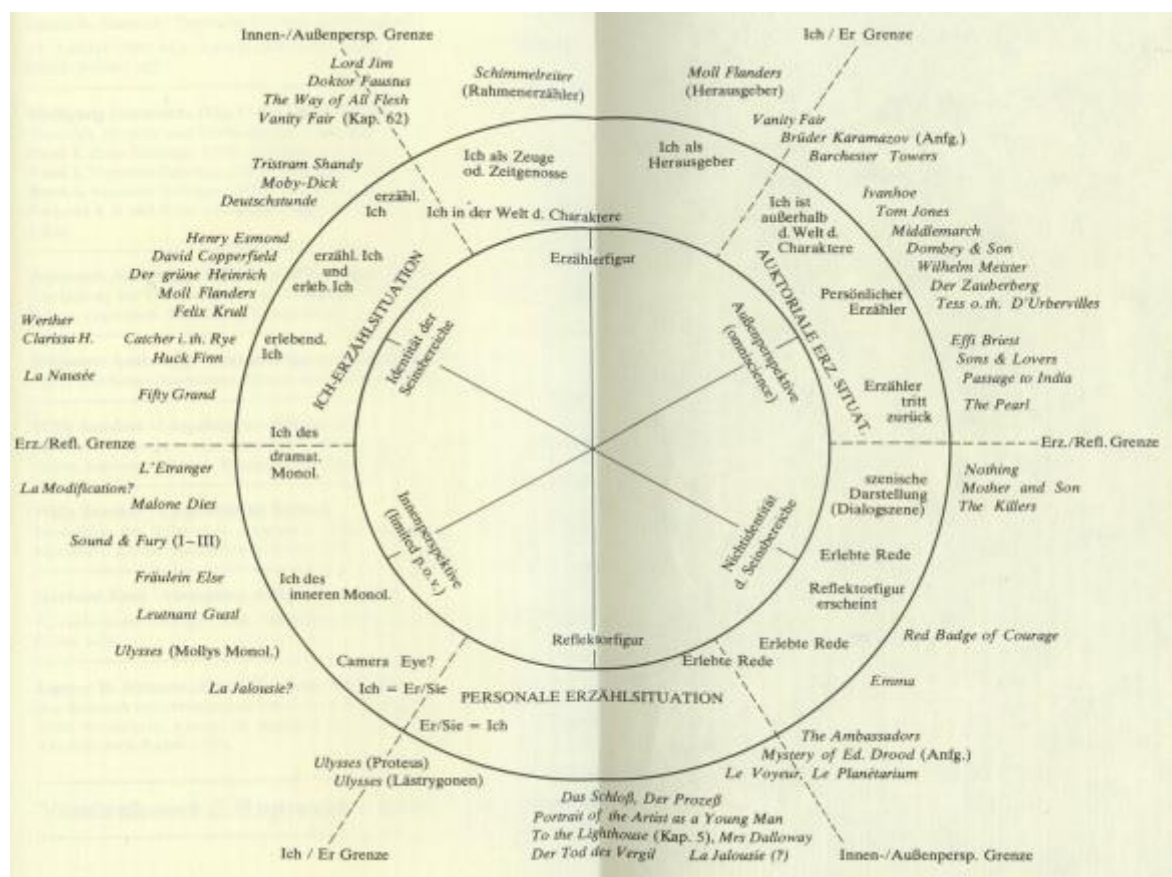 Innen-/Außenpersp. Grenze
Ich / Er Grenze
Lord Jim
Doktor Faustus
The Way of All Flesh
Vanity Fair (Kap. 62)
Schimmelreiter
(Rahmenerzähler)
Moll Flanders
(Herausgeber)
Vanity Fair
Brüder Karamazov (Anfg.)
Barchester Towers
Tristram Shandy
Moby-Dick
Deutschstunde
erzähl.
Ich
Ich als Zeuge
od. Zeitgenosse
Ich als
Herausgeber
Ich in der Welt d. Charaktere
Ich ist
außerhalb
d. Welt d.
Charaktere
Ivanhoe
Tom Jones
Middlemarch
Dombey & Son
Wilhelm Meister
Der Zauberberg
Tess o. th. D'Urbervilles
Henry Esmond
David Copperfield
Der grüne Heinrich
Moll Flanders
Felix Krull
erzähl. Ich
und
erleb. Ich
ICH-ERZÄHLSITUATION
Erzählerfigur
AUKTORIALE ERZ. SITUAT.
Persönlicher
Erzähler
Werther
Clarissa H.
Catcher i. th. Rye
Huck Finn
La Nausée
Fifty Grand
erlebend.
Ich
Identität der
Seinsbereiche
Außenperspektive
(omniscience)
Effi Briest
Sons & Lovers
Passage to India
The Pearl
Erzähler
tritt
zurück
Erz./Refl. Grenze
Ich des
dramat.
Monol.
Erz./Refl. Grenze
L'Etranger
La Modification?
Malone Dies
Sound & Fury (I–III)
Fräulein Else
Leutnant Gustl
Ulysses (Mollys Monol.)
La Jalousie?
Innenperspektive
(limited p. o. v.)
Nichtidentität
d. Seinsbereiche
szenische
Darstellung
(Dialogszene)
Nothing
Mother and Son
The Killers
Ich des
inneren Monol.
Erlebte Rede
Reflektorfigur
erscheint
Reflektorfigur
Erlebte Rede
Erlebte Rede
Red Badge of Courage
Emma
Camera Eye?
Ich = Er/Sie
Er/Sie = Ich
PERSONALE ERZÄHLSITUATION
Ulysses (Proteus)
Ulysses (Lästrygonen)
The Ambassadors
Mystery of Ed. Drood (Anfg.)
Le Voyeur, Le Planétarium
Das Schloß, Der Prozeß
Portrait of the Artist as a Young Man
To the Lighthouse (Kap. 5), Mrs Dalloway
Der Tod des Vergil La Jalousie (?)
Ich / Er Grenze
Innen-/Außenpersp. Grenze